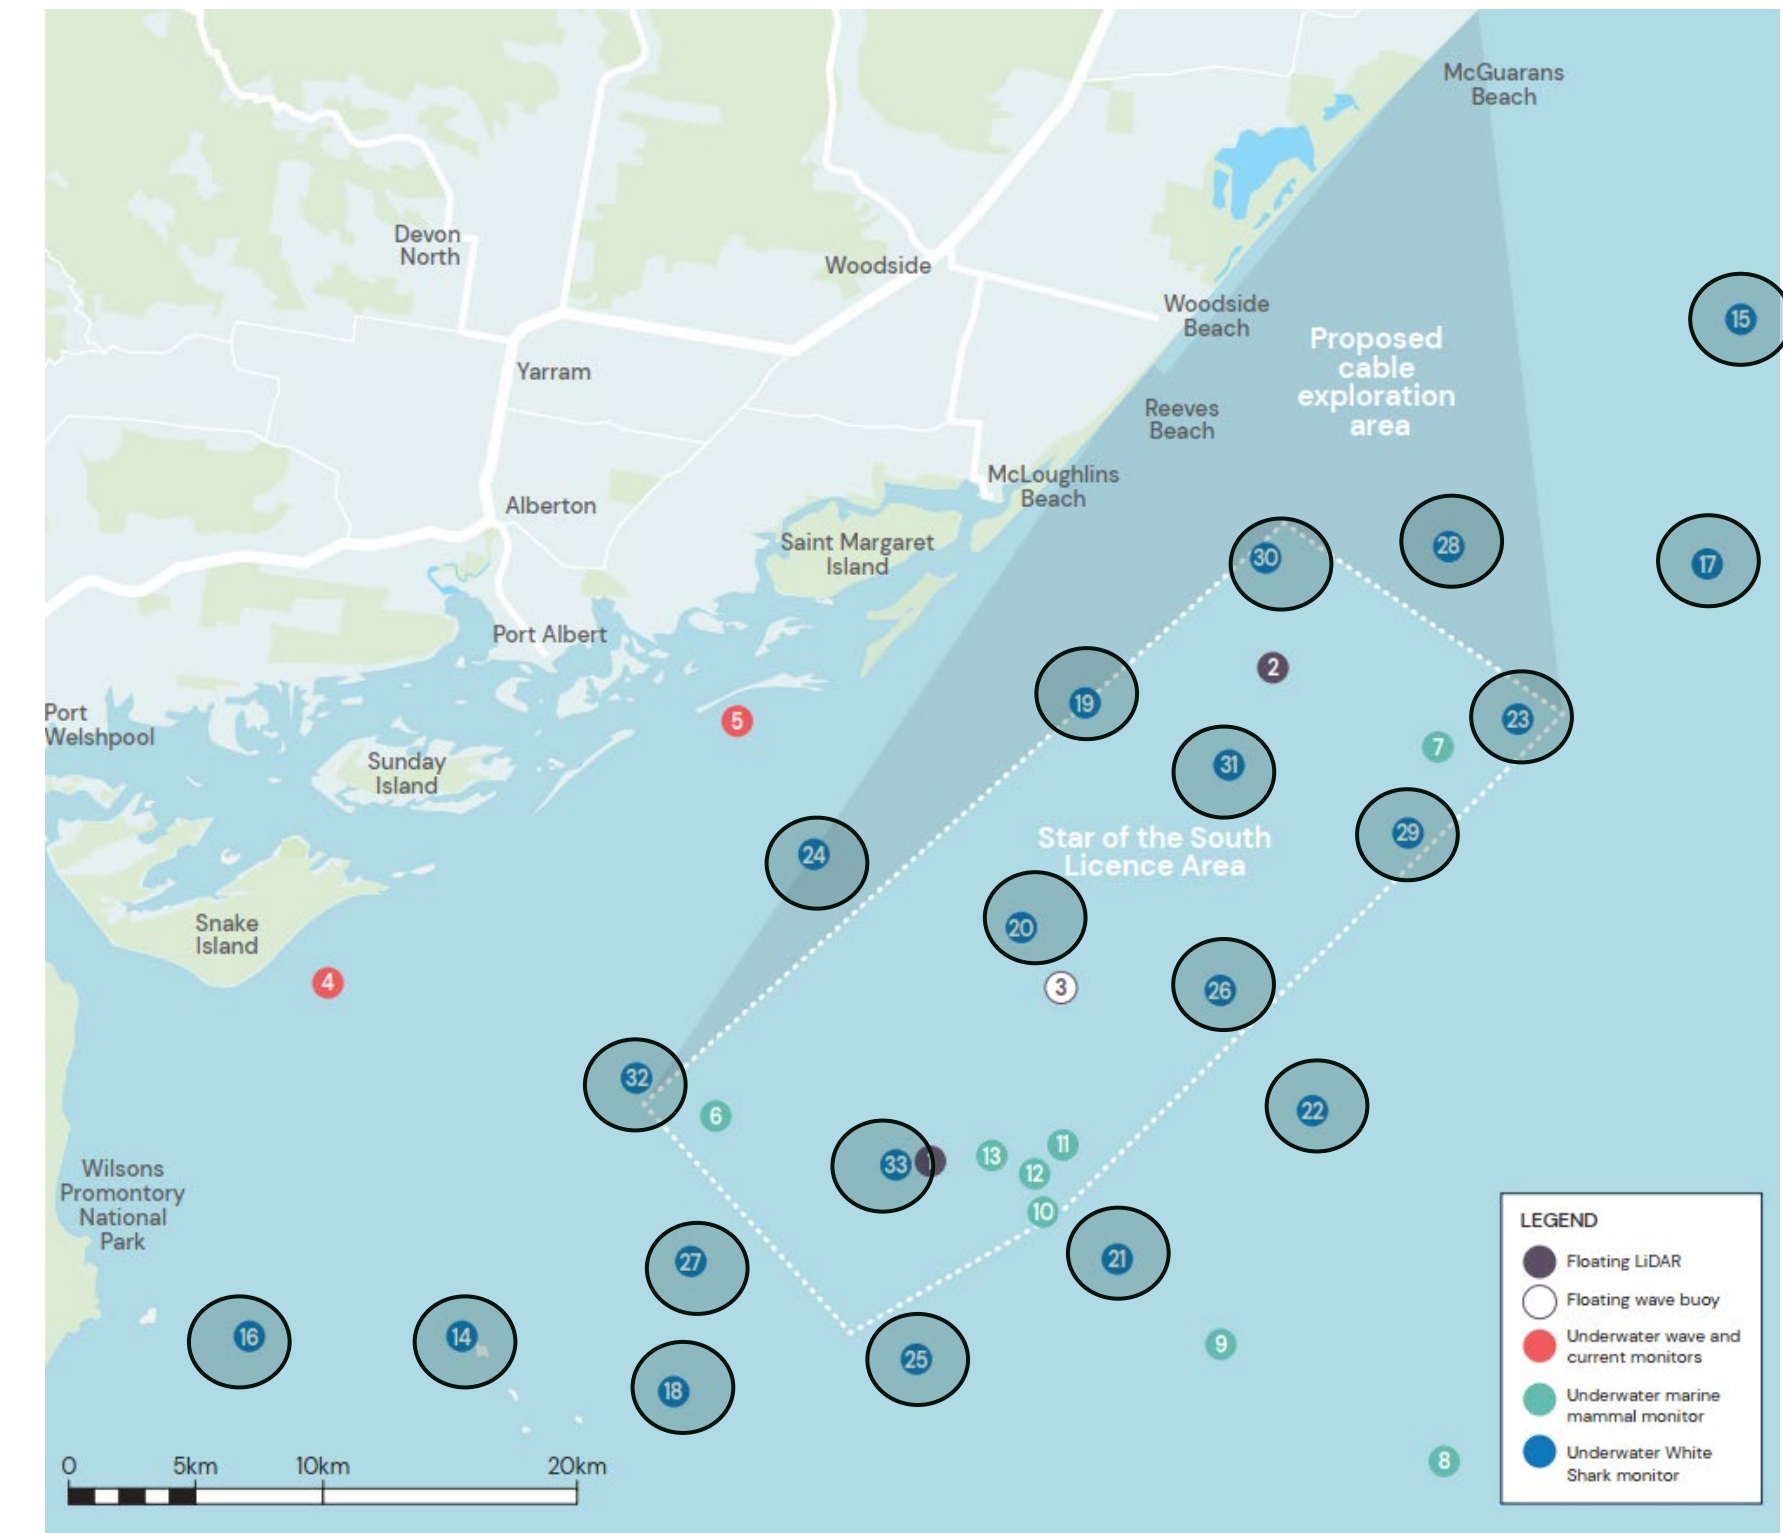 McGuarans
Beach
Devon
North
Woodside
Woodside
Beach
15
Proposed
cable
exploration
area
Yarram
Reeves
Beach
McLoughlins
Beach
Alberton
Saint Margaret
Island
30
28
17
Port Albert
2
19
23
5
7
Port
Welshpool
Sunday
Island
31
29
Star of the South
Licence Area
24
20
Snake
Island
4
3
26
32
6
22
11
13
12
33
10
Wilsons
Promontory
National
Park
27
21
16
14
25
9
18
8
LEGEND
Floating LiDAR
Floating wave buoy
Underwater wave and
current monitors
Underwater marine
mammal monitor
Underwater White
Shark monitor
0
5km
10km
20km